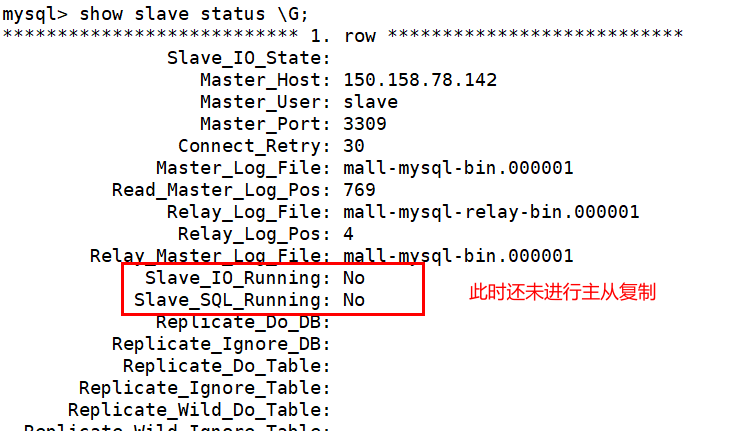 mysql> show slave status \G;
*************************** 1. row ***************************
Slave_IO_State:
Master_Host: 150.158.78.142
Master_User: slave
Master_Port: 3309
Connect_Retry: 30
Master_Log_File: mall-mysql-bin.000001
Read_Master_Log_Pos: 769
Relay_Log_File: mall-mysql-relay-bin.000001
Relay_Log_Pos: 4
Relay_Master_Log_File: mall-mysql-bin.000001
Slave_IO_Running: No
Slave_SQL_Running: No
此时还未进行主从复制
Replicate_Do_DB:
Replicate_Ignore_DB:
Replicate_Do_Table:
Replicate_Ignore_Table:
Replicate_Wild_Do_Table:
Replicate_Wild_Ignore_Table: